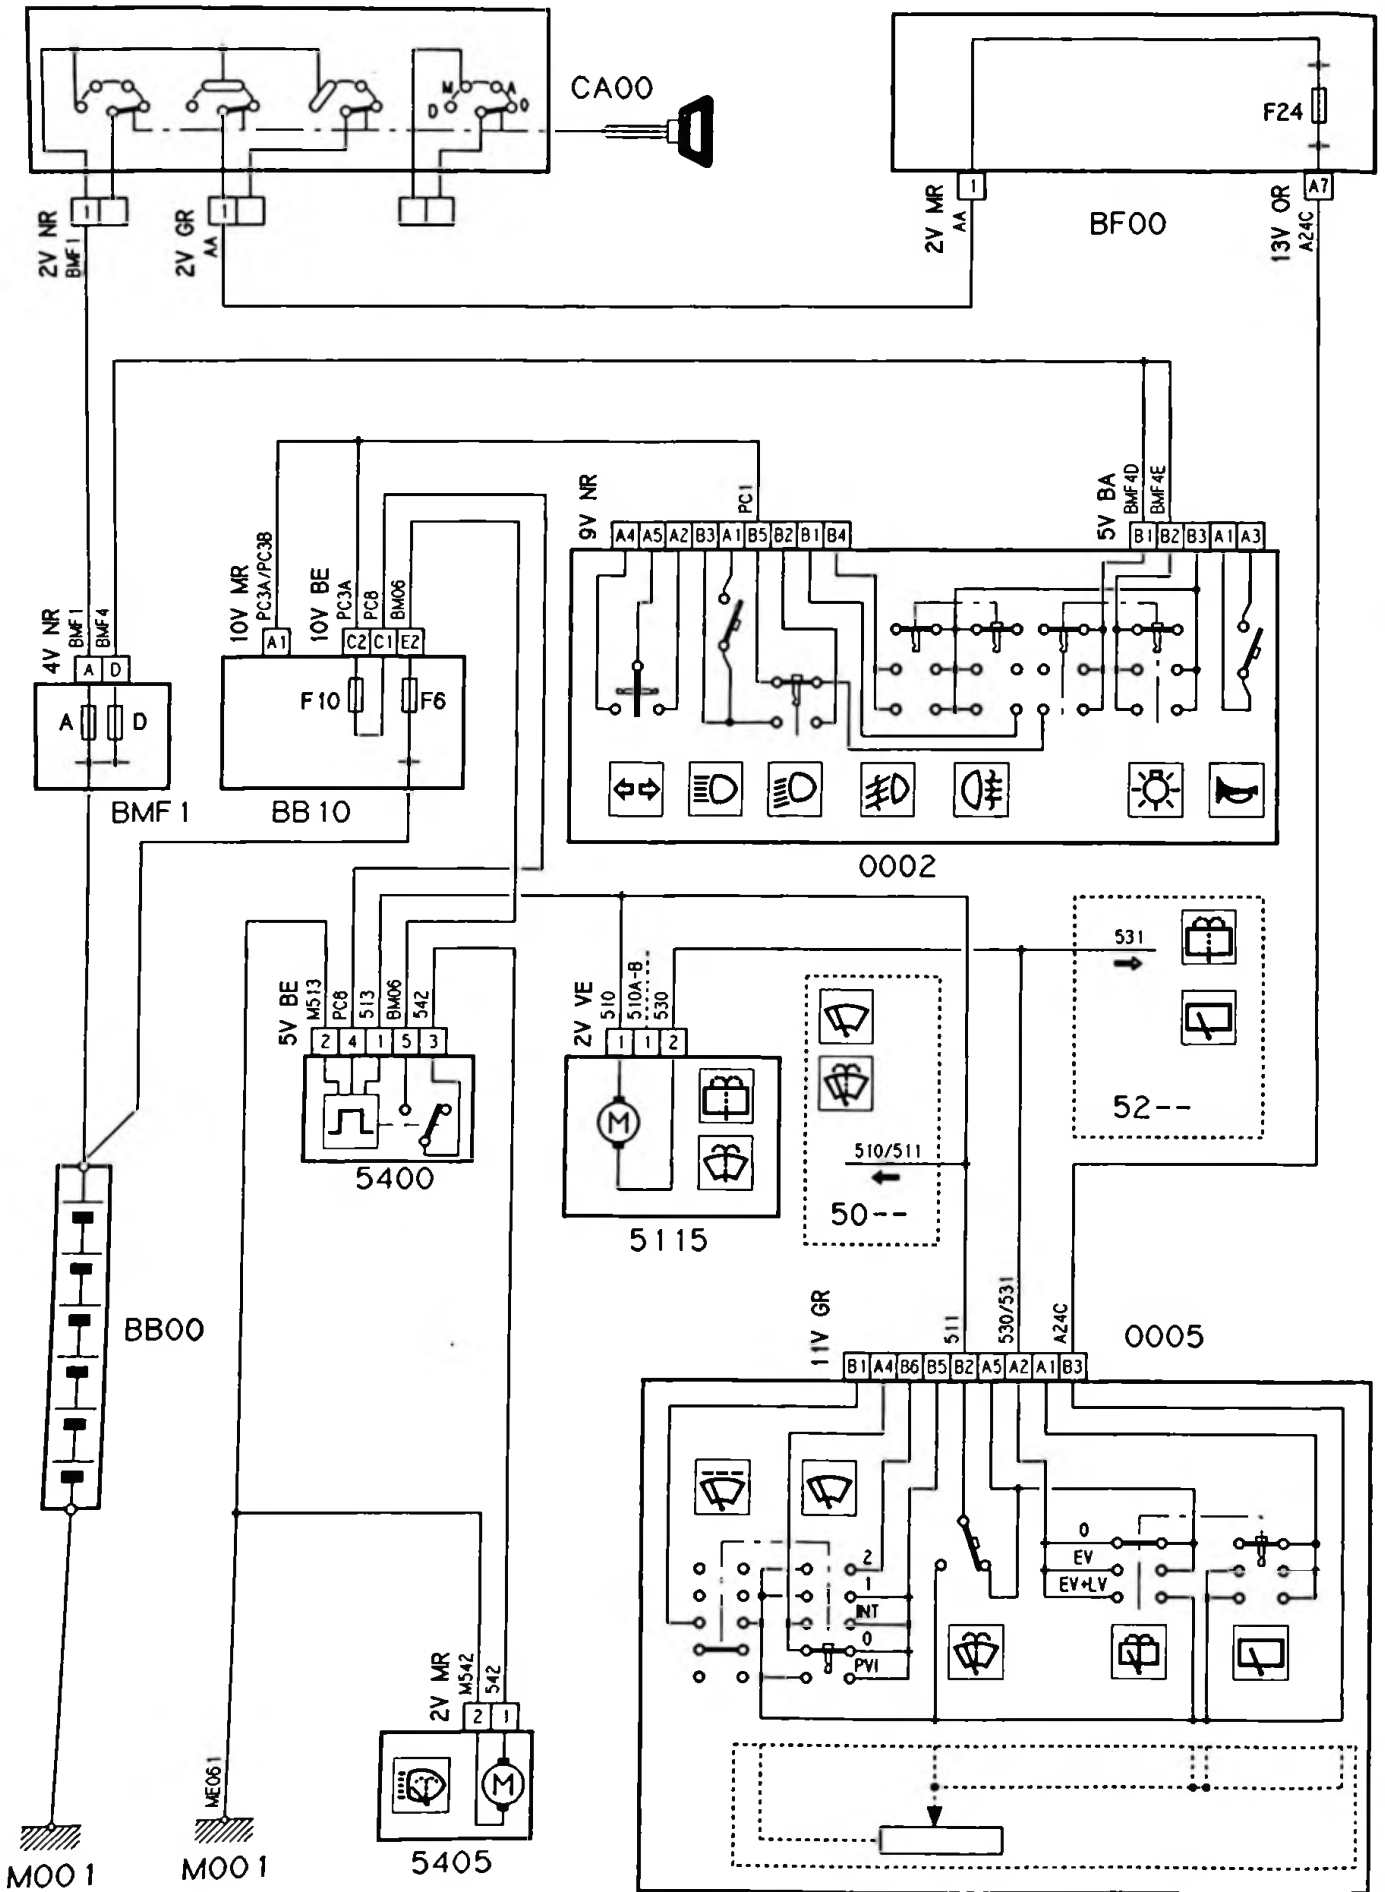 CA00
M
A
D
O
1
1
2V NR
BMF1
2V GR
AA
F24
1
A7
2V MR
AA
BF00
13V OR
A24C
9V NR
PC1
A4 A5 A2 B3 A1 B5 B2 B1 B4
5V BA
BMF4D
BMF4E
B1 B2 B3 A1 A3
0002
10V MR
PC3A/PC3B
A1
10V BE
PC3A
PC8
BM06
C2 C1 E2
F10
F6
BB10
4V NR
BMF1
BMF4
A D
A
D
BMF1
5V BE
M513
PC8
513
BM06
542
2 4 1 5 3
5400
2V VE
510
510A-B
530
1 1 2
M
5115
510/511
50--
531
52--
BB00
11V GR
511
530/531
A24C
0005
B1 A4 B6 B5 B2 A5 A2 A1 B3
2
1
INT
0
PVI
0
EV
EV+LV
2V MR
M542
542
2 1
M
5405
ME061
M001
M001